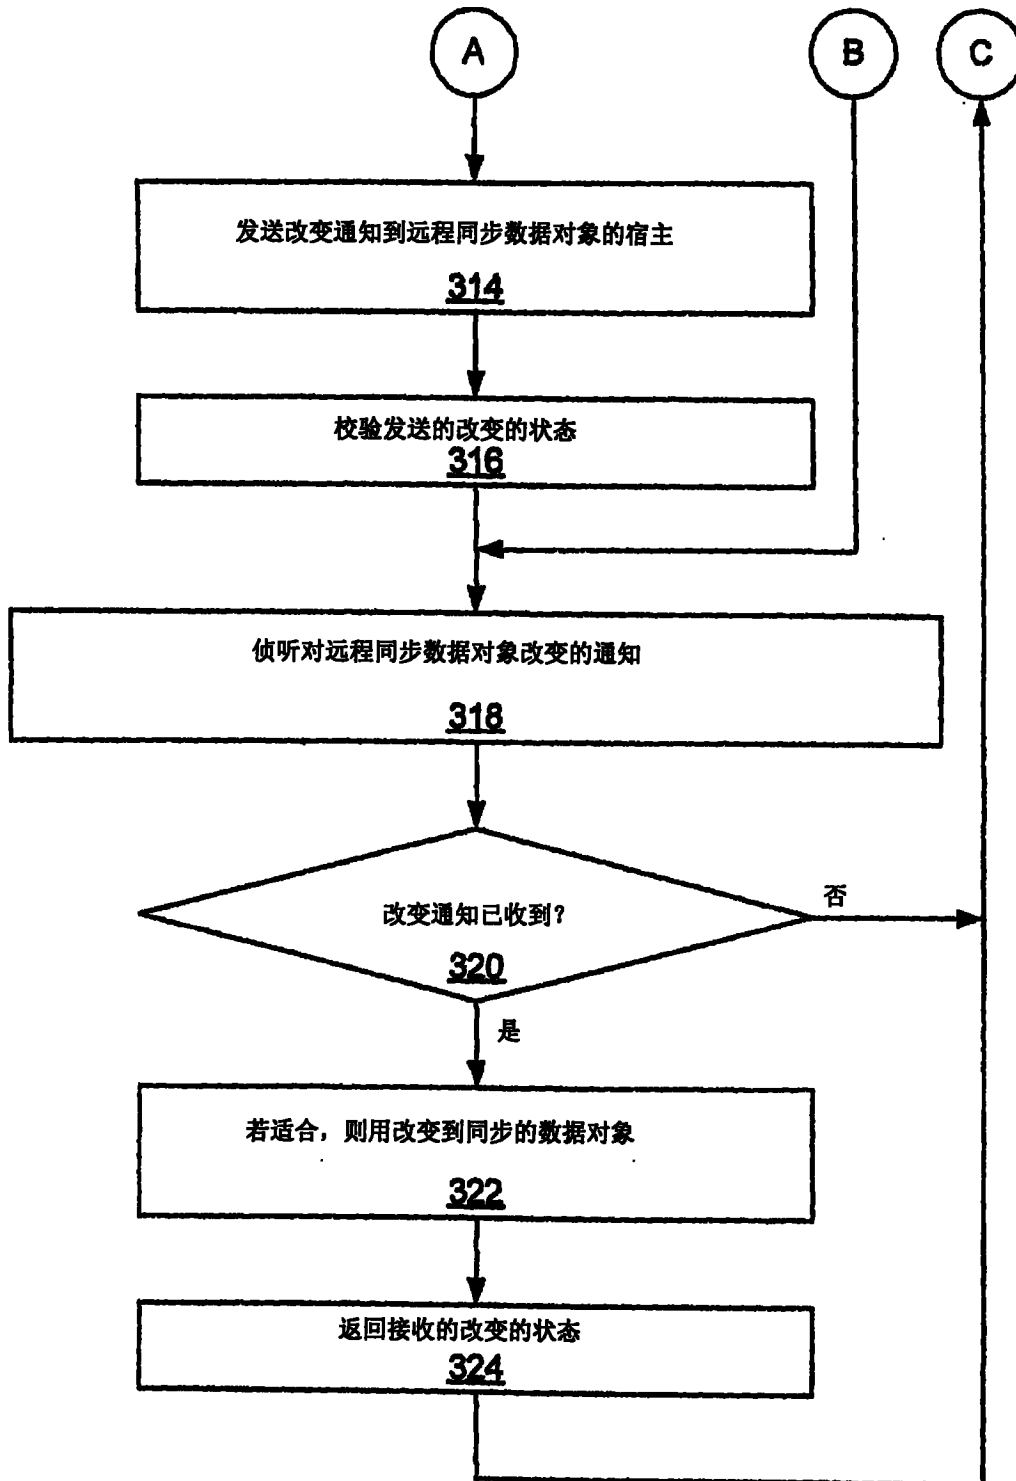 A
B
C
发送改变通知到远程同步数据对象的宿主
314
校验发送的改变的状态
316
侦听对远程同步数据对象改变的通知
318
改变通知已收到?
320
否
是
若适合，则用改变到同步的数据对象
322
返回接收的改变的状态
324